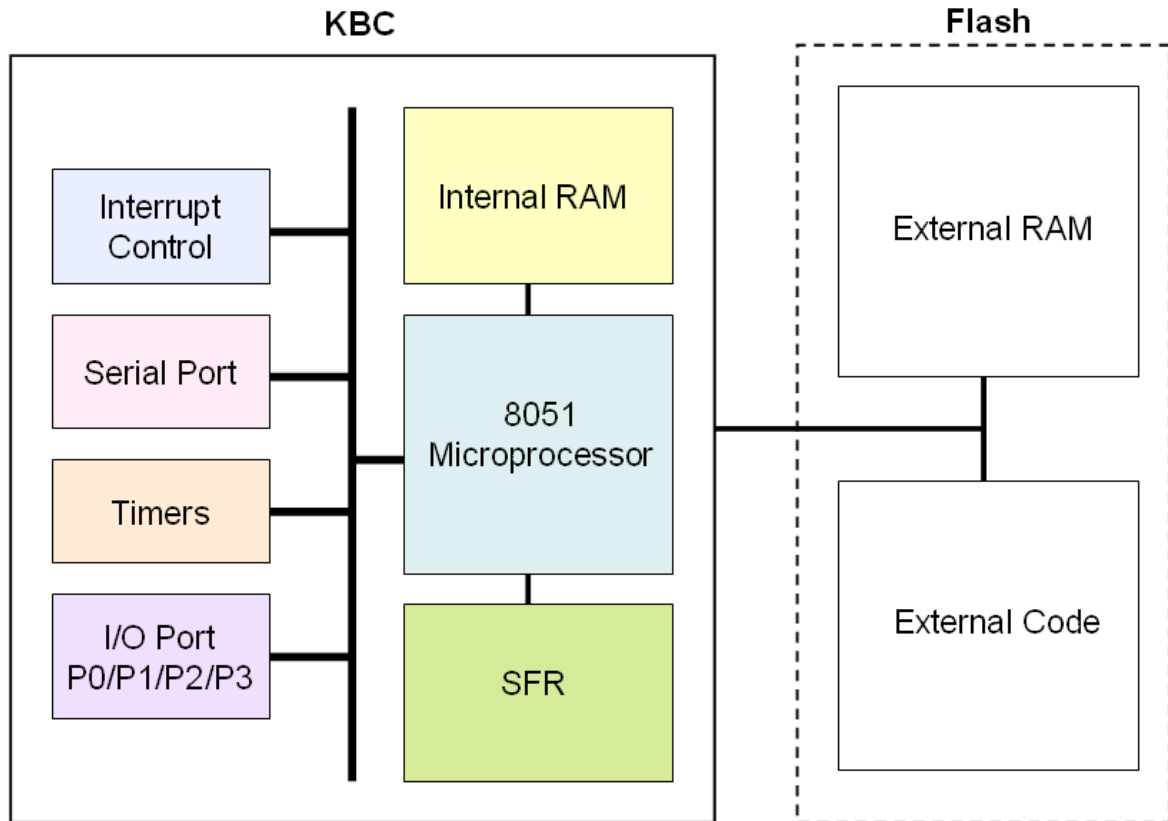 KBC
Interrupt
Control
Serial Port
Timers
I/O Port
P0/P1/P2/P3
Internal RAM
8051
Microprocessor
SFR
Flash
External RAM
External Code